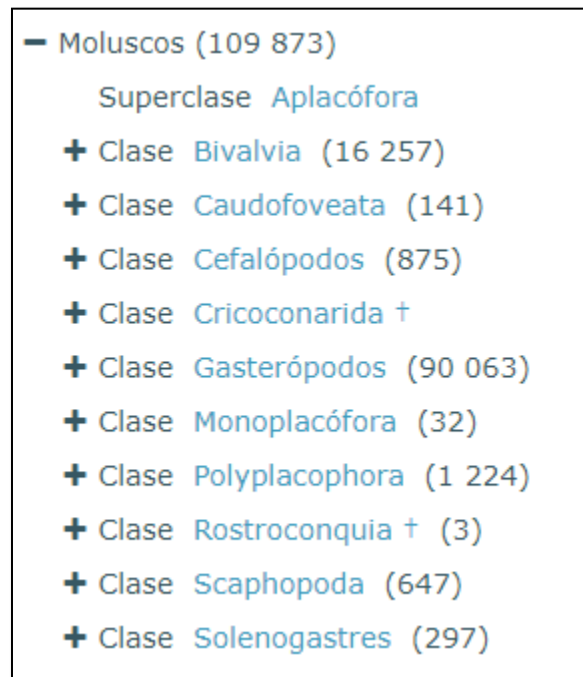 − Moluscos (109 873)
Superclase Aplacófora
+ Clase Bivalvia (16 257)
+ Clase Caudofoveata (141)
+ Clase Cefalópodos (875)
+ Clase Cricoconarida †
+ Clase Gasterópodos (90 063)
+ Clase Monoplacófora (32)
+ Clase Polyplacophora (1 224)
+ Clase Rostroconquia † (3)
+ Clase Scaphopoda (647)
+ Clase Solenogastres (297)